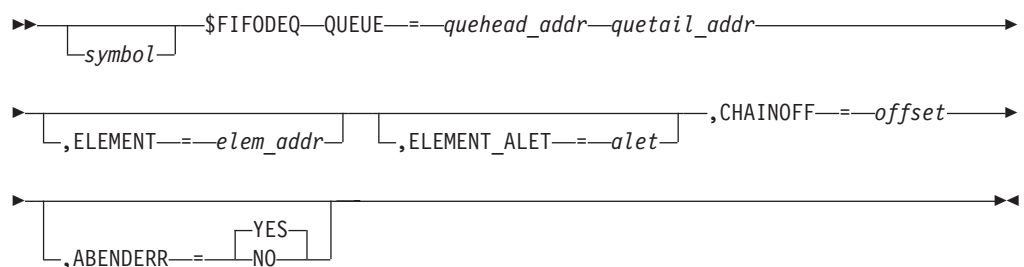 $FIFODEQ QUEUE = quehead_addr quetail_addr
symbol
,CHAINOFF = offset
,ELEMENT = elem_addr ,ELEMENT_ALET = alet
YES
,ABENDERR = NO